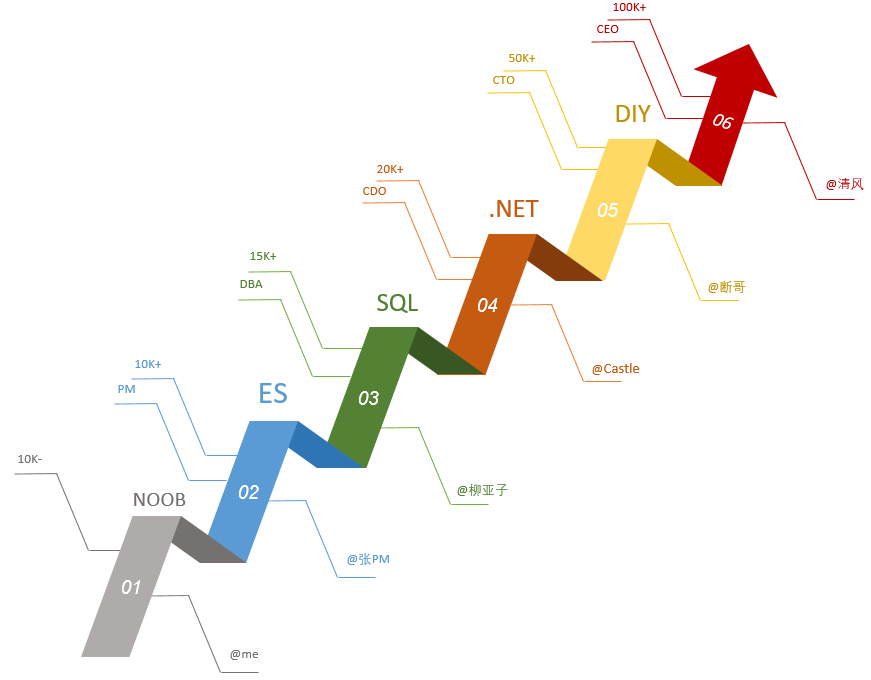 100K+
CEO
06
@清风
50K+
CTO
DIY
05
@断哥
20K+
CDO
.NET
04
@Castle
15K+
DBA
SQL
03
@柳亚子
10K+
PM
ES
02
@张PM
10K-
NOOB
01
@me